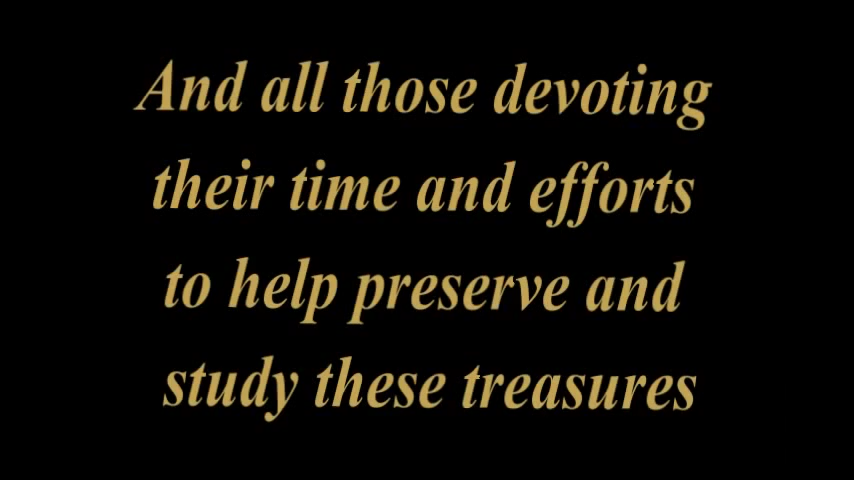 And all those devoting
their time and efforts
to help preserve and
study these treasures